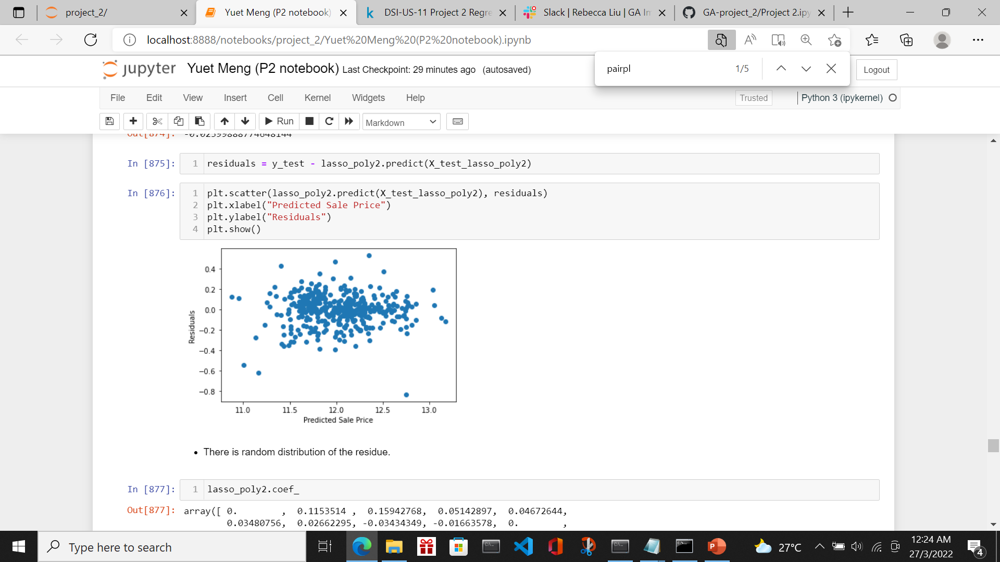 project_2/
Yuet Meng (P2 notebook)
DSI-US-11 Project 2 Regre
Slack | Rebecca Liu | GA Im
GA-project_2/Project 2.ipy
localhost:8888/notebooks/project_2/Yuet%20Meng%20(P2%20notebook).ipynb
pairpl
1/5
jupyter
Yuet Meng (P2 notebook) Last Checkpoint: 29 minutes ago (autosaved)
Logout
File Edit View Insert Cell Kernel Widgets Help
Trusted
Python 3 (ipykernel)
Run
Markdown
Out[874]: -0.02599888774648144
In [875]: 1 residuals = y_test - lasso_poly2.predict(X_test_lasso_poly2)
In [876]: 1 plt.scatter(lasso_poly2.predict(X_test_lasso_poly2), residuals)
2 plt.xlabel("Predicted Sale Price")
3 plt.ylabel("Residuals")
4 plt.show()
0.4
0.2
0.0
−0.2
−0.4
−0.6
−0.8
Residuals
11.0 11.5 12.0 12.5 13.0
Predicted Sale Price
• There is random distribution of the residue.
In [877]: 1 lasso_poly2.coef_
Out[877]: array([ 0. , 0.1153514 , 0.15942768, 0.05142897, 0.04672644,
0.03480756, 0.02662295, -0.03434349, -0.01663578, 0. ,
Type here to search
27°C
12:24 AM
27/3/2022
4